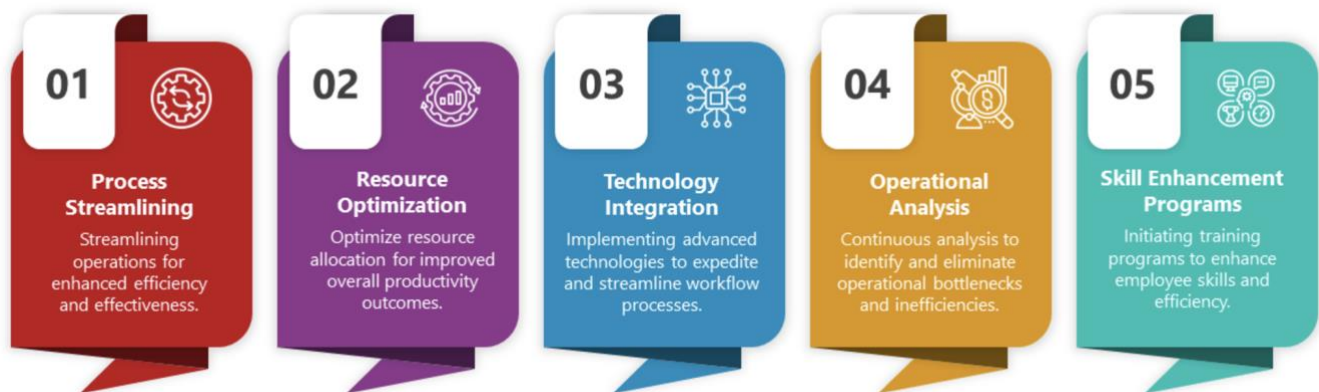 01
Process
Streamlining
Streamlining
operations for
enhanced efficiency
and effectiveness.
02
Resource
Optimization
Optimize resource
allocation for improved
overall productivity
outcomes.
03
Technology
Integration
Implementing advanced
technologies to expedite
and streamline workflow
processes.
04
Operational
Analysis
Continuous analysis to
identify and eliminate
operational bottlenecks
and inefficiencies.
05
Skill Enhancement
Programs
Initiating training
programs to enhance
employee skills and
efficiency.